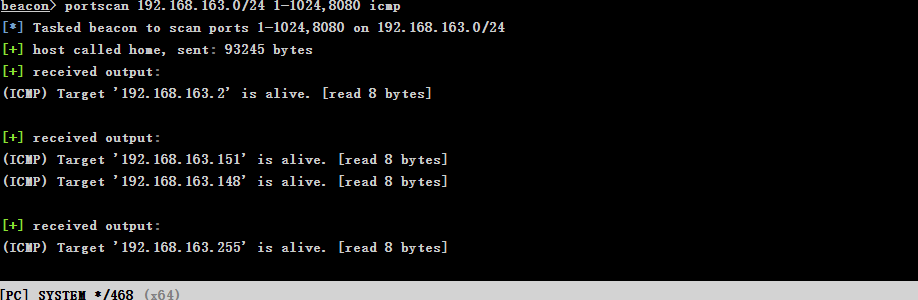 beacon> portscan 192.168.163.0/24 1-1024,8080 icmp
[*] Tasked beacon to scan ports 1-1024,8080 on 192.168.163.0/24
[+] host called home, sent: 93245 bytes
[+] received output:
(ICMP) Target '192.168.163.2' is alive. [read 8 bytes]
[+] received output:
(ICMP) Target '192.168.163.151' is alive. [read 8 bytes]
(ICMP) Target '192.168.163.148' is alive. [read 8 bytes]
[+] received output:
(ICMP) Target '192.168.163.255' is alive. [read 8 bytes]
[PC] SYSTEM */468 (x64)